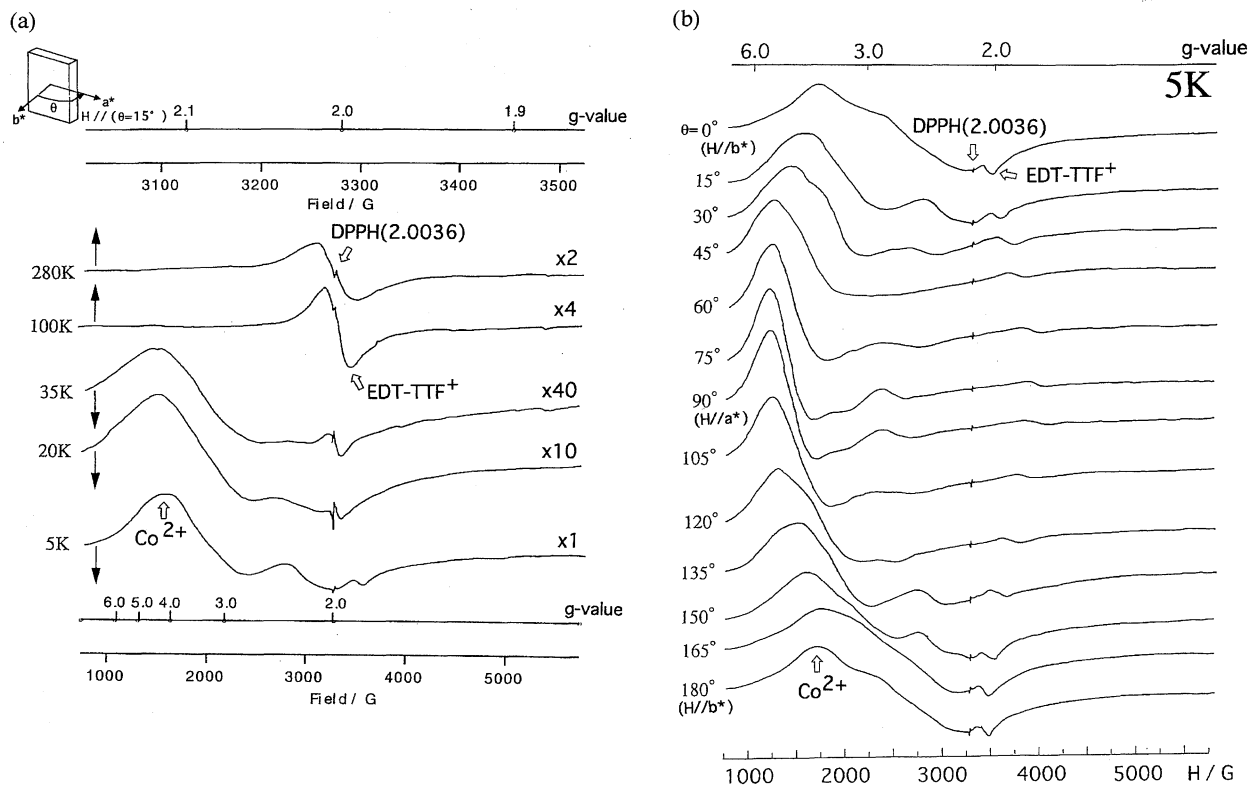 (a)
a*
b*
θ
H // (θ=15° )
2.1 2.0 1.9 g-value
3100 3200 3300 3400 3500
Field / G
DPPH(2.0036)
280K x2
100K x4
EDT-TTF+
35K x40
20K x10
5K Co2+ x1
6.0 5.0 4.0 3.0 2.0 g-value
1000 2000 3000 4000 5000
Field / G
(b)
6.0 3.0 2.0 g-value
5K
θ=0°
(H//b*)
DPPH(2.0036)
EDT-TTF+
15°
30°
45°
60°
75°
90°
(H//a*)
105°
120°
135°
150°
165°
180°
(H//b*)
Co2+
1000 2000 3000 4000 5000 H / G